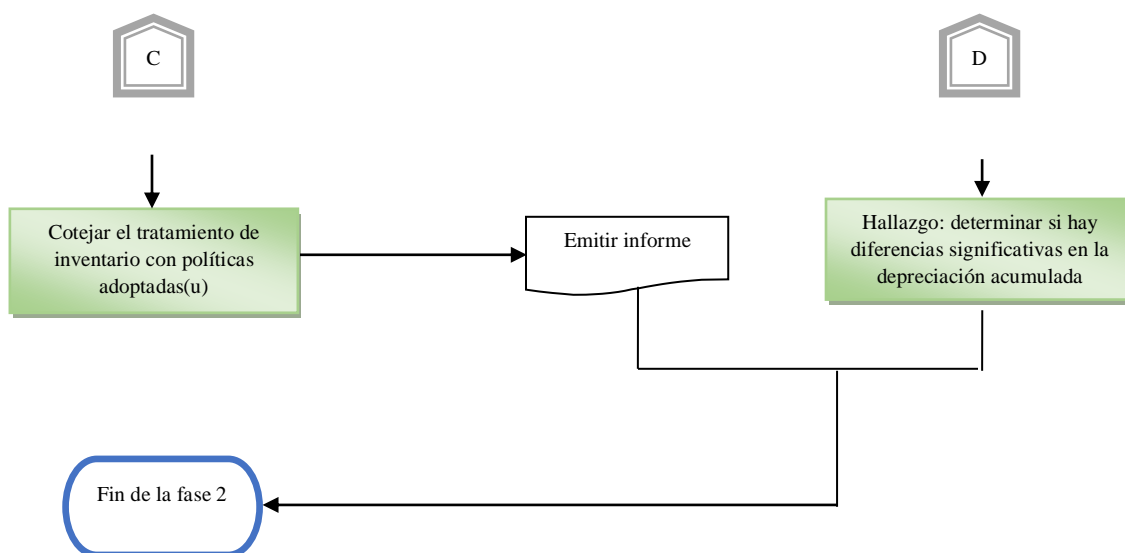 C
D
Cotejar el tratamiento de
inventario con políticas
adoptadas(u)
Emitir informe
Hallazgo: determinar si hay
diferencias significativas en la
depreciación acumulada
Fin de la fase 2